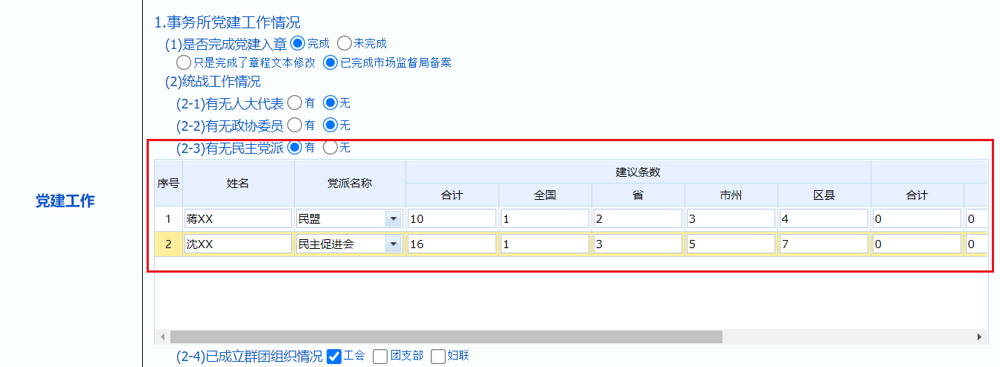 1.事务所党建工作情况
(1)是否完成党建入章 完成 未完成
只是完成了章程文本修改 已完成市场监督局备案
(2)统战工作情况
(2-1)有无人大代表 有 无
(2-2)有无政协委员 有 无
(2-3)有无民主党派 有 无
党建工作
序号 姓名 党派名称 建议条数
合计 全国 省 市州 区县 合计
1 蒋XX 民盟 10 1 2 3 4 0 0
2 沈XX 民主促进会 16 1 3 5 7 0 0
(2-4)已成立群团组织情况 工会 团支部 妇联